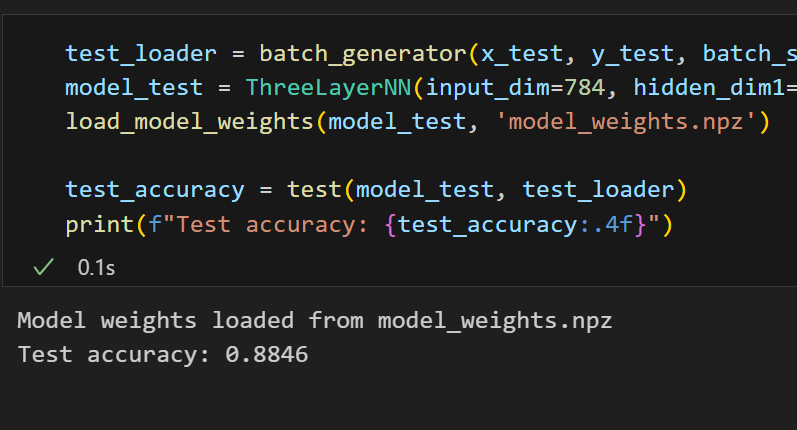 test_loader = batch_generator(x_test, y_test, batch_s
model_test = ThreeLayerNN(input_dim=784, hidden_dim1=
load_model_weights(model_test, 'model_weights.npz')
test_accuracy = test(model_test, test_loader)
print(f"Test accuracy: {test_accuracy:.4f}")
0.1s
Model weights loaded from model_weights.npz
Test accuracy: 0.8846